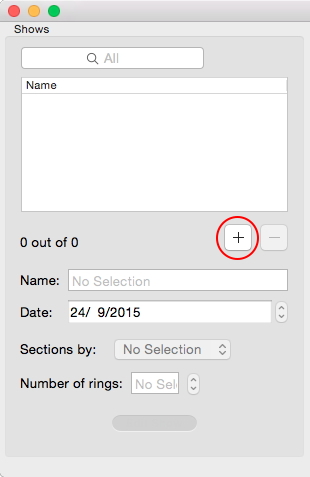 Shows
All
Name
0 out of 0
+ −
Name: No Selection
Date: 24/ 9/2015
Sections by: No Selection
Number of rings: No Sel